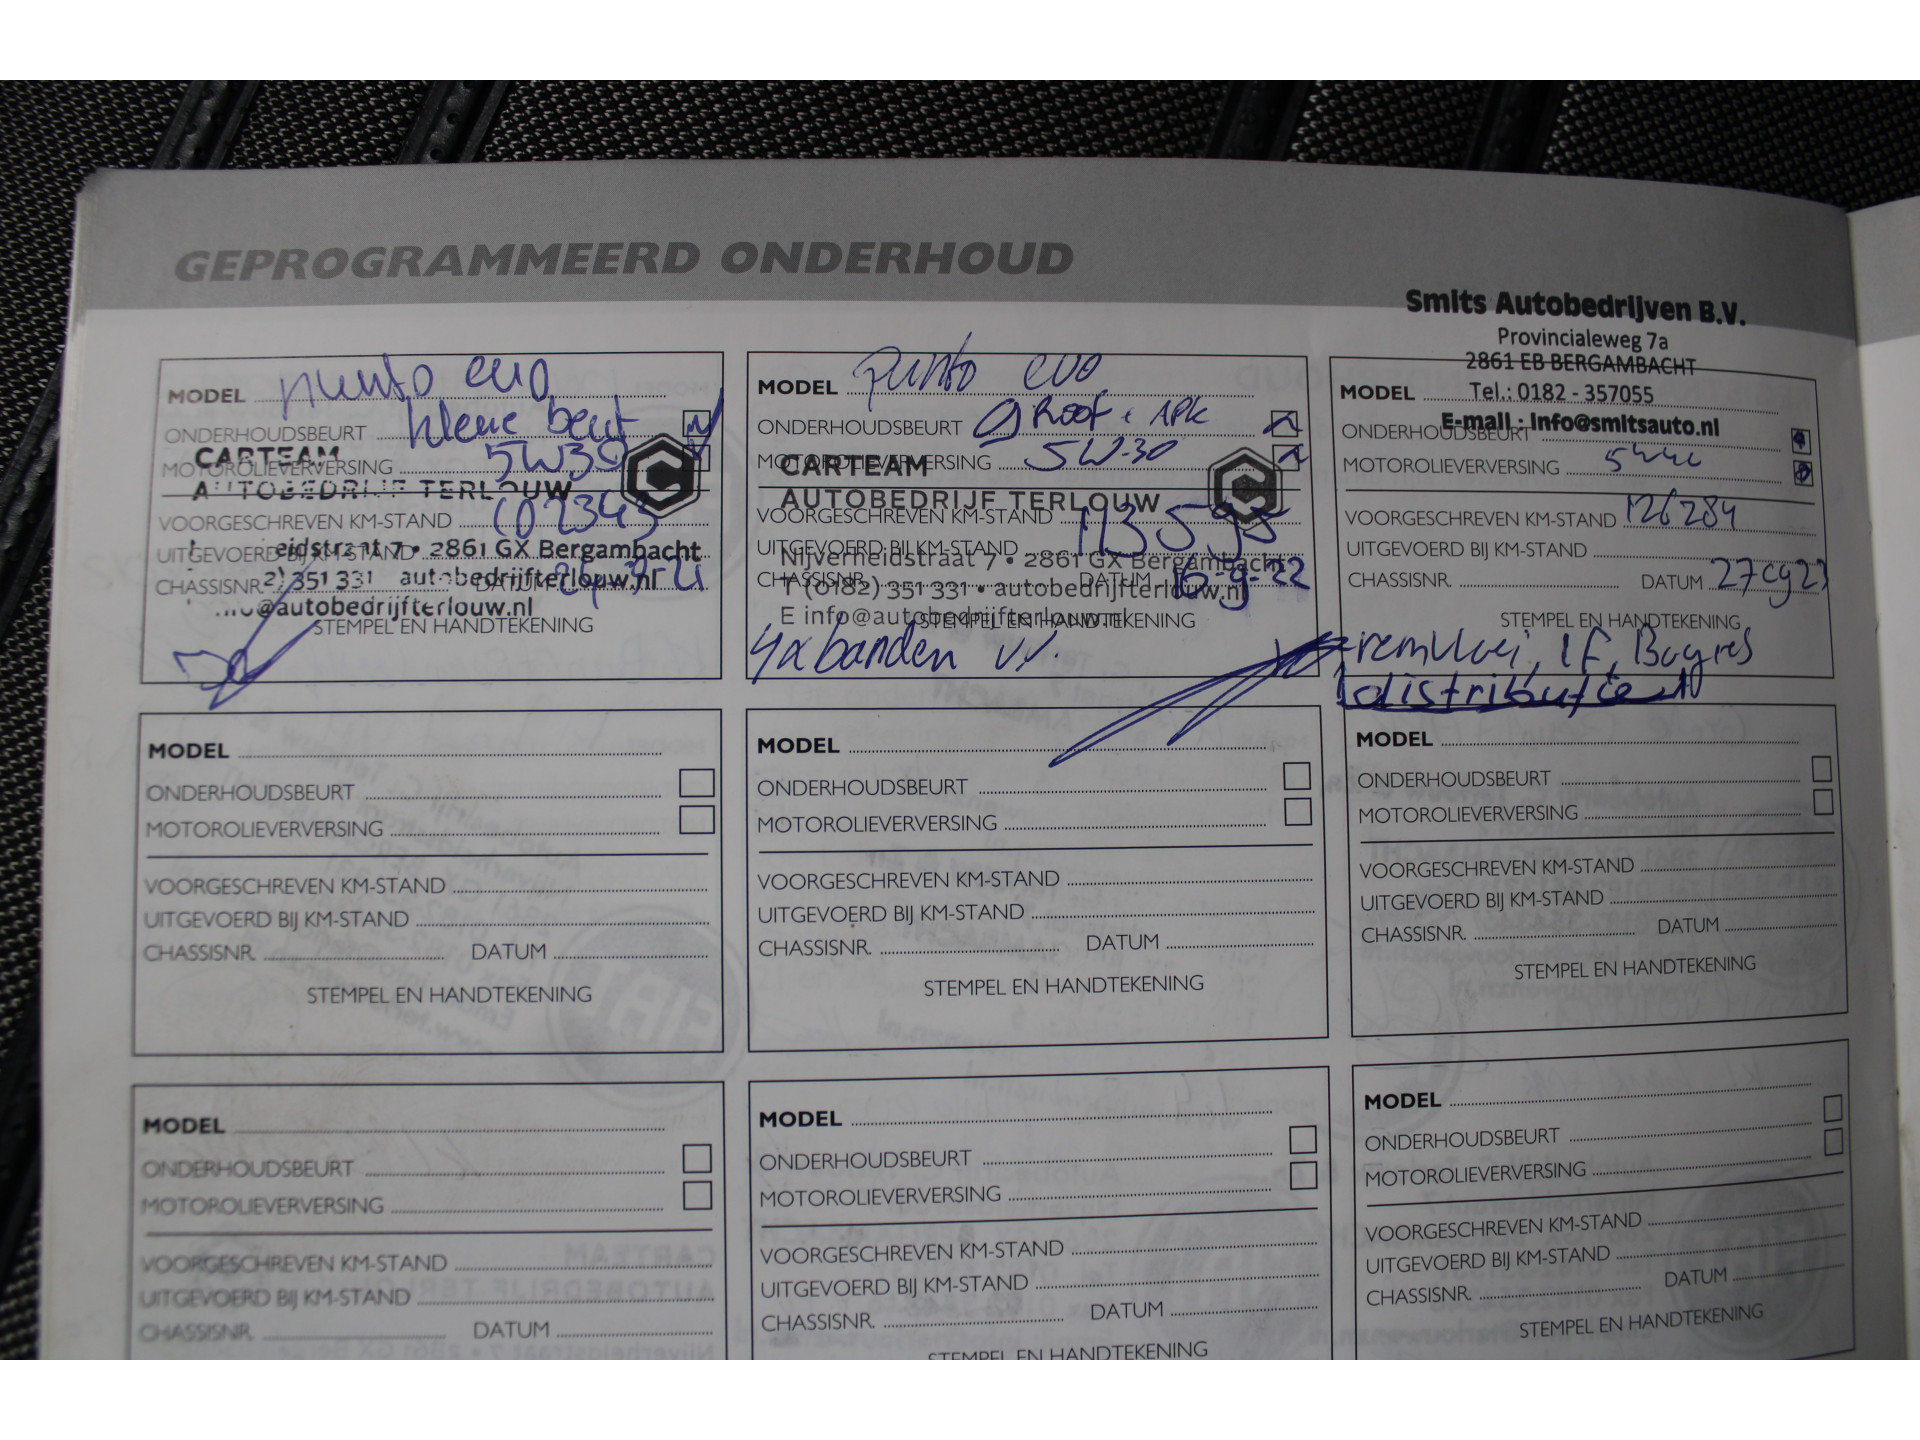 GEPROGRAMMEERD ONDERHOUD
MODEL punto evo
ONDERHOUDSBEURT kleine beurt
MOTOROLIEVERVERSING 5W30
CARTEAM
AUTOBEDRIJF TERLOUW
VOORGESCHREVEN KM-STAND 102343
UITGEVOERD BIJ KM-STAND
eidstraat 7 • 2861 GX Bergambacht
CHASSISNR. DATUM
2) 351 331 autobedrijfterlouw.nl
info@autobedrijfterlouw.nl
STEMPEL EN HANDTEKENING
MODEL punto evo
ONDERHOUDSBEURT groot + APK
MOTOROLIEVERVERSING 5W-30
CARTEAM
AUTOBEDRIJF TERLOUW
VOORGESCHREVEN KM-STAND 113595
UITGEVOERD BIJ KM-STAND
Nijverheidstraat 7 • 2861 GX Bergambacht
CHASSISNR. DATUM 16-9-22
T (0182) 351 331 • autobedrijfterlouw.nl
E info@autobedrijfterlouw.nl
STEMPEL EN HANDTEKENING
4x banden v.v.
Smits Autobedrijven B.V.
Provincialeweg 7a
2861 EB BERGAMBACHT
Tel.: 0182 - 357055
E-mail : info@smitsauto.nl
MODEL
ONDERHOUDSBEURT
MOTOROLIEVERVERSING
VOORGESCHREVEN KM-STAND 126284
UITGEVOERD BIJ KM-STAND
CHASSISNR. DATUM
STEMPEL EN HANDTEKENING
remvloei, IF, Bougies
distributie
MODEL
ONDERHOUDSBEURT
MOTOROLIEVERVERSING
VOORGESCHREVEN KM-STAND
UITGEVOERD BIJ KM-STAND
CHASSISNR. DATUM
STEMPEL EN HANDTEKENING
MODEL
ONDERHOUDSBEURT
MOTOROLIEVERVERSING
VOORGESCHREVEN KM-STAND
UITGEVOERD BIJ KM-STAND
CHASSISNR. DATUM
STEMPEL EN HANDTEKENING
MODEL
ONDERHOUDSBEURT
MOTOROLIEVERVERSING
VOORGESCHREVEN KM-STAND
UITGEVOERD BIJ KM-STAND
CHASSISNR. DATUM
STEMPEL EN HANDTEKENING
MODEL
ONDERHOUDSBEURT
MOTOROLIEVERVERSING
VOORGESCHREVEN KM-STAND
UITGEVOERD BIJ KM-STAND
CHASSISNR. DATUM
MODEL
ONDERHOUDSBEURT
MOTOROLIEVERVERSING
VOORGESCHREVEN KM-STAND
UITGEVOERD BIJ KM-STAND
CHASSISNR. DATUM
STEMPEL EN HANDTEKENING
MODEL
ONDERHOUDSBEURT
MOTOROLIEVERVERSING
VOORGESCHREVEN KM-STAND
UITGEVOERD BIJ KM-STAND
CHASSISNR. DATUM
STEMPEL EN HANDTEKENING